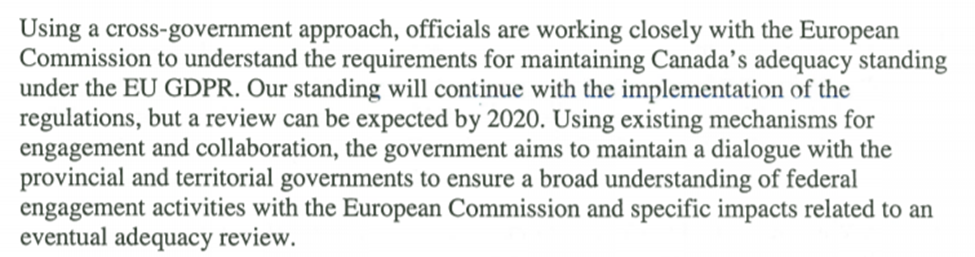 Using a cross-government approach, officials are working closely with the European
Commission to understand the requirements for maintaining Canada's adequacy standing
under the EU GDPR. Our standing will continue with the implementation of the
regulations, but a review can be expected by 2020. Using existing mechanisms for
engagement and collaboration, the government aims to maintain a dialogue with the
provincial and territorial governments to ensure a broad understanding of federal
engagement activities with the European Commission and specific impacts related to an
eventual adequacy review.